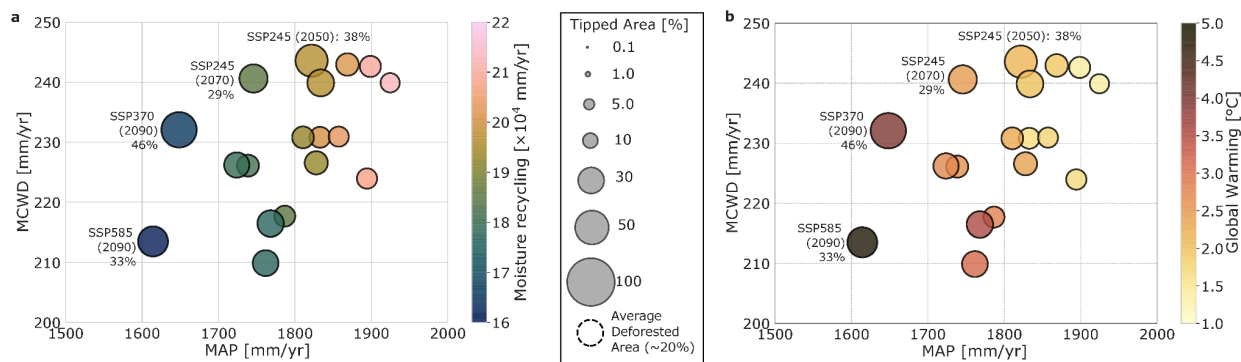 a
250
240
230
220
210
200
MCWD [mm/yr]
1500
1600
1700
1800
1900
2000
MAP [mm/yr]
SSP245 (2050): 38%
SSP245
(2070)
29%
SSP370
(2090)
46%
SSP585
(2090)
33%
22
21
20
19
18
17
16
Moisture recycling [×10⁴ mm/yr]
Tipped Area [%]
0.1
1.0
5.0
10
30
50
100
Average
Deforested
Area (~20%)
b
250
240
230
220
210
200
MCWD [mm/yr]
1500
1600
1700
1800
1900
2000
MAP [mm/yr]
SSP245 (2050): 38%
SSP245
(2070)
29%
SSP370
(2090)
46%
SSP585
(2090)
33%
5.0
4.5
4.0
3.5
3.0
2.5
2.0
1.5
1.0
Global Warming [°C]